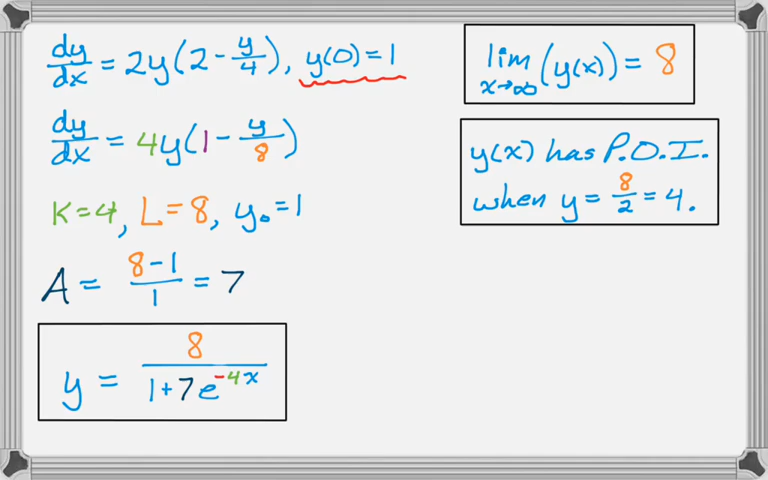 dy/dx = 2y(2 - y/4), y(0) = 1
dy/dx = 4y(1 - y/8)
K = 4, L = 8, y₀ = 1
A = (8 - 1)/1 = 7
y = 8/(1 + 7e^(-4x))
lim x→∞ (y(x)) = 8
y(x) has P.O.I.
when y = 8/2 = 4.